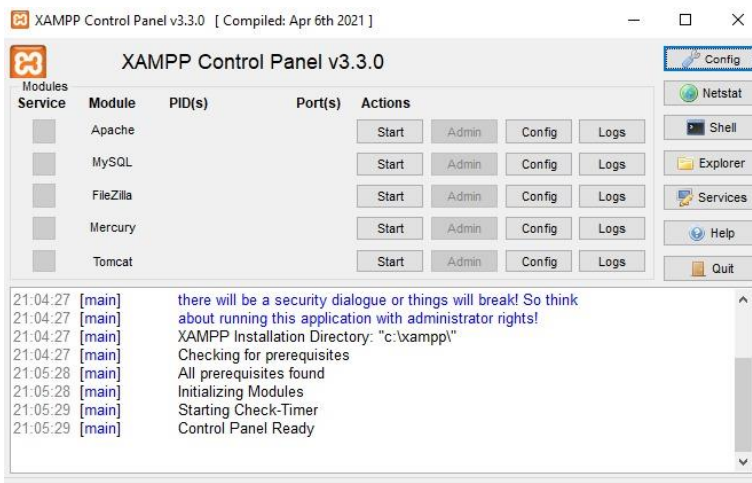 XAMPP Control Panel v3.3.0 [ Compiled: Apr 6th 2021 ]
XAMPP Control Panel v3.3.0
Config
Modules
Service Module PID(s) Port(s) Actions
Netstat
Apache Start Admin Config Logs
Shell
MySQL Start Admin Config Logs
Explorer
FileZilla Start Admin Config Logs
Services
Mercury Start Admin Config Logs
Help
Tomcat Start Admin Config Logs
Quit
21:04:27 [main] there will be a security dialogue or things will break! So think
21:04:27 [main] about running this application with administrator rights!
21:04:27 [main] XAMPP Installation Directory: "c:\xampp\"
21:04:27 [main] Checking for prerequisites
21:05:28 [main] All prerequisites found
21:05:28 [main] Initializing Modules
21:05:29 [main] Starting Check-Timer
21:05:29 [main] Control Panel Ready